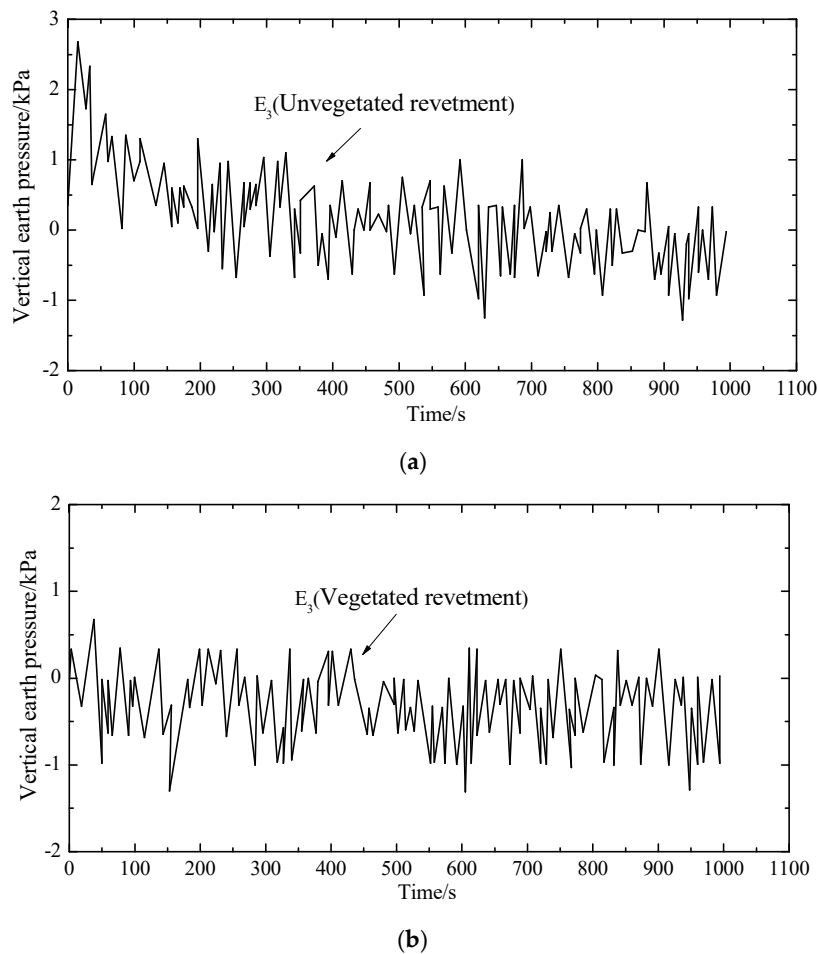 3
2
1
0
-1
-2
Vertical earth pressure/kPa
E₃(Unvegetated revetment)
0 100 200 300 400 500 600 700 800 900 1000 1100
Time/s
(a)
2
1
0
-1
-2
Vertical earth pressure/kPa
E₃(Vegetated revetment)
0 100 200 300 400 500 600 700 800 900 1000 1100
Time/s
(b)